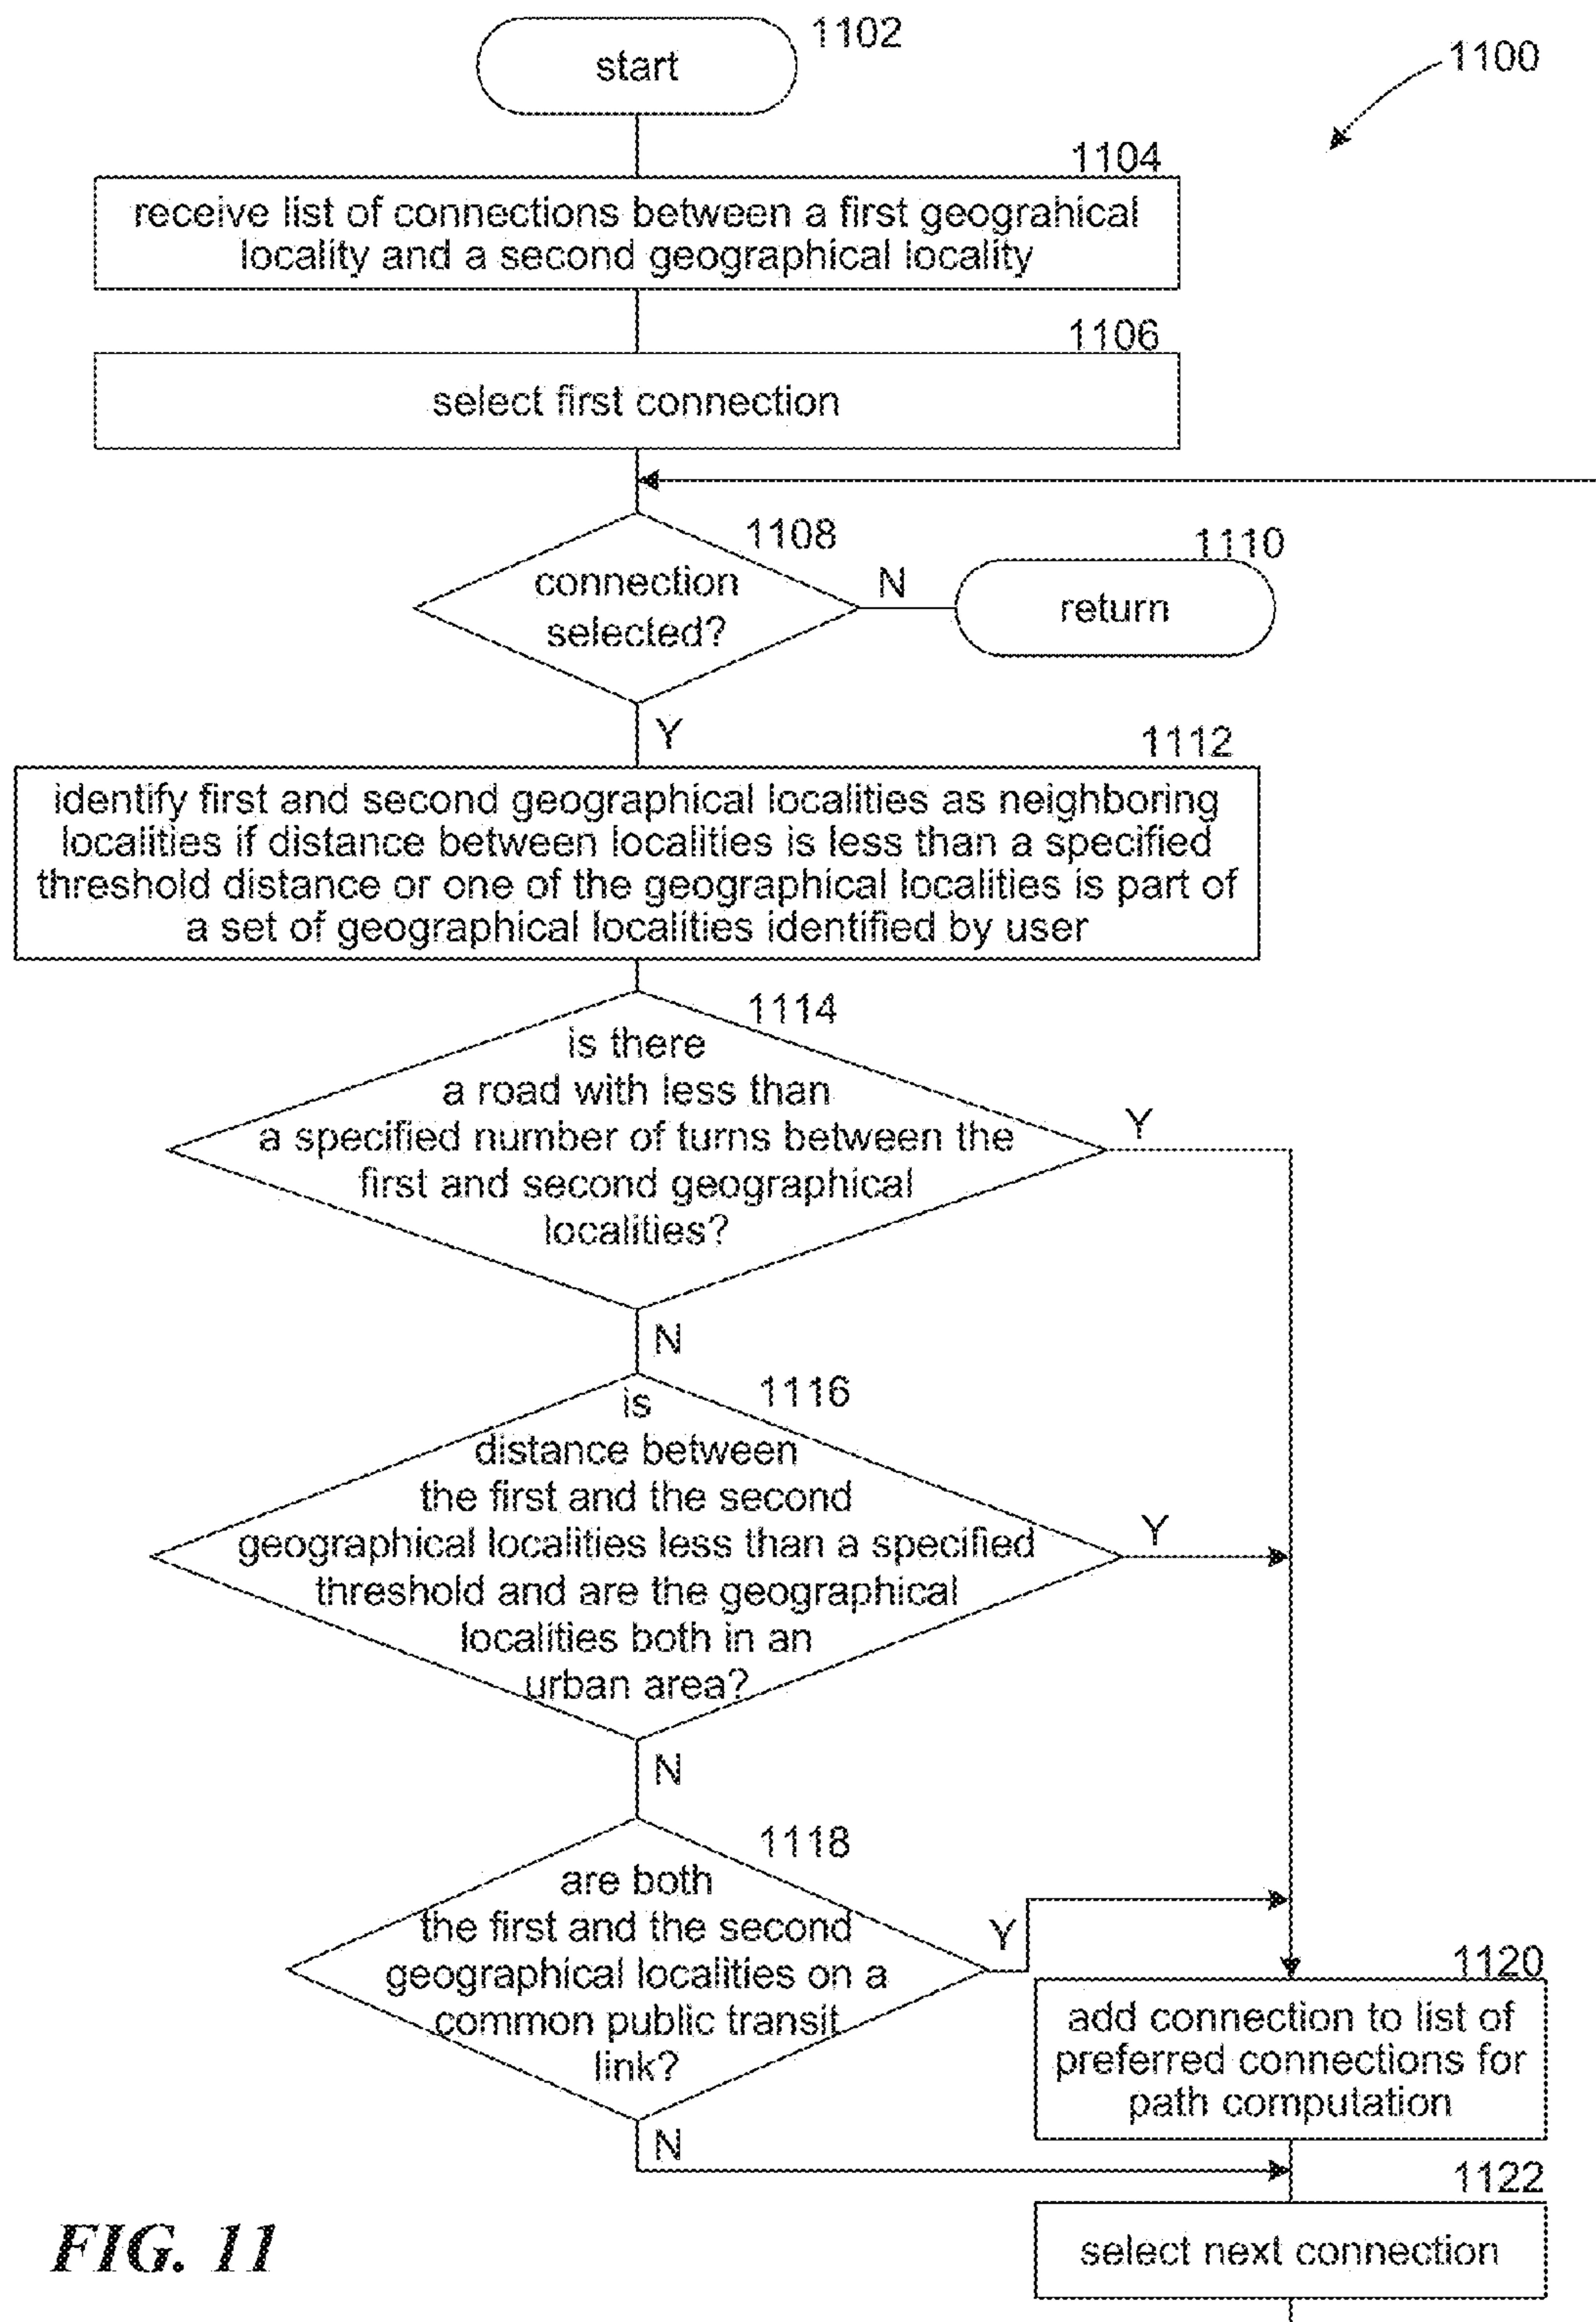 1102
start
1100
1104
receive list of connections between a first geograhical
locality and a second geographical locality
1106
select first connection
1108
connection
selected?
N
1110
return
Y
1112
identify first and second geographical localities as neighboring
localities if distance between localities is less than a specified
threshold distance or one of the geographical localities is part of
a set of geographical localities identified by user
1114
is there
a road with less than
a specified number of turns between the
first and second geographical
localities?
Y
N
1116
is
distance between
the first and the second
geographical localities less than a specified
threshold and are the geographical
localities both in an
urban area?
Y
N
1118
are both
the first and the second
geographical localities on a
common public transit
link?
Y
N
1120
add connection to list of
preferred connections for
path computation
1122
select next connection
FIG. 11